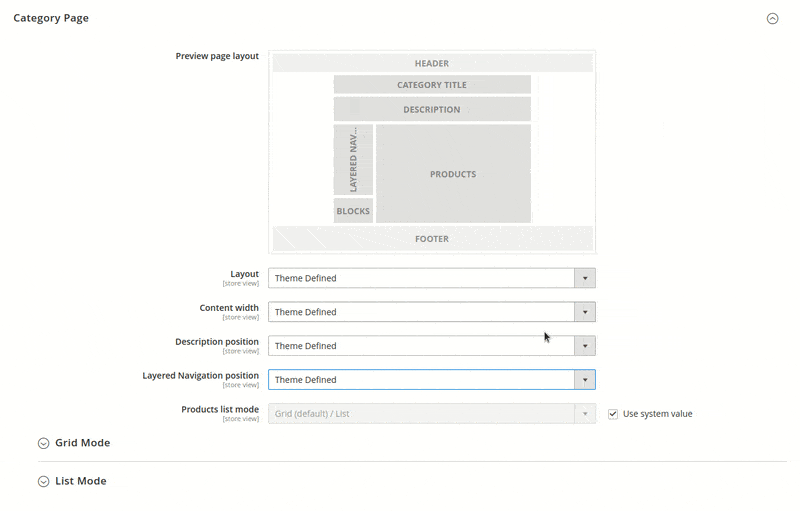 Category Page
Preview page layout
HEADER
CATEGORY TITLE
DESCRIPTION
LAYERED NAV...
PRODUCTS
BLOCKS
FOOTER
Layout
[store view]
Theme Defined
Content width
[store view]
Theme Defined
Description position
[store view]
Theme Defined
Layered Navigation position
[store view]
Theme Defined
Products list mode
[store view]
Grid (default) / List
Use system value
Grid Mode
List Mode